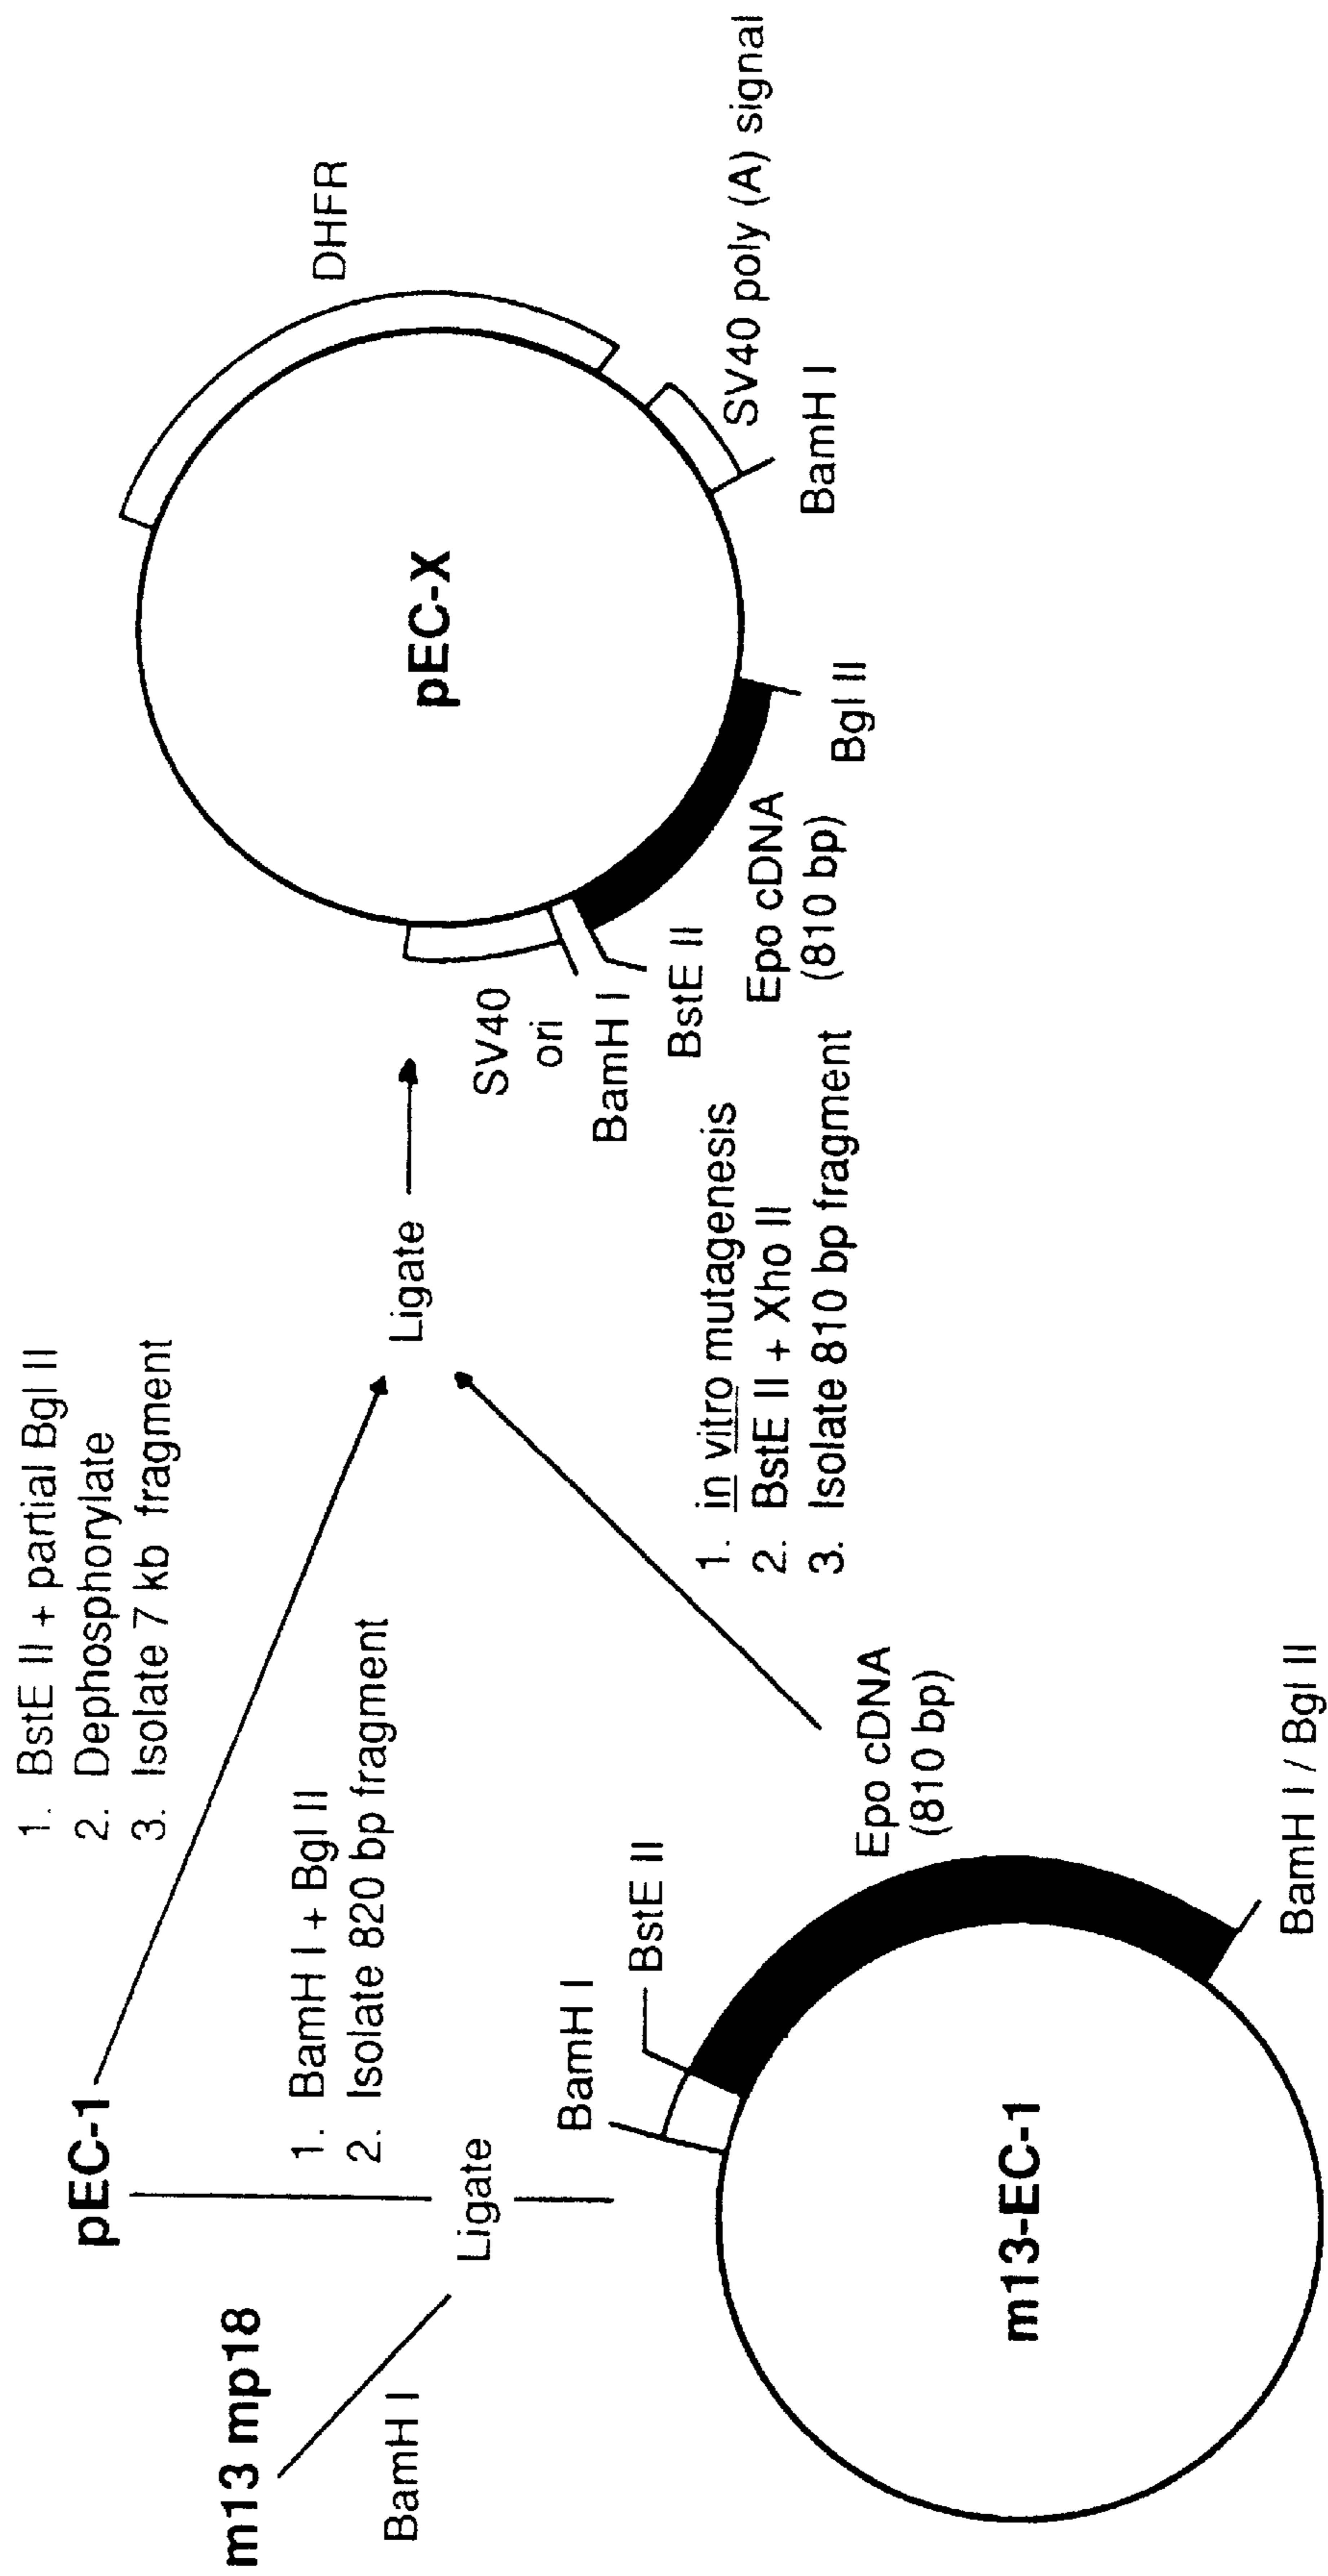 pEC-1
1. BstE II + partial Bgl II
2. Dephosphorylate
3. Isolate 7 kb fragment
m13 mp18
BamH I
1. BamH I + Bgl II
2. Isolate 820 bp fragment
Ligate
Ligate
BamH I
BstE II
m13-EC-1
Epo cDNA
(810 bp)
BamH I / Bgl II
1. in vitro mutagenesis
2. BstE II + Xho II
3. Isolate 810 bp fragment
pEC-X
DHFR
SV40 poly (A) signal
BamH I
SV40
ori
BamH I
BstE II
Epo cDNA
(810 bp)
Bgl II